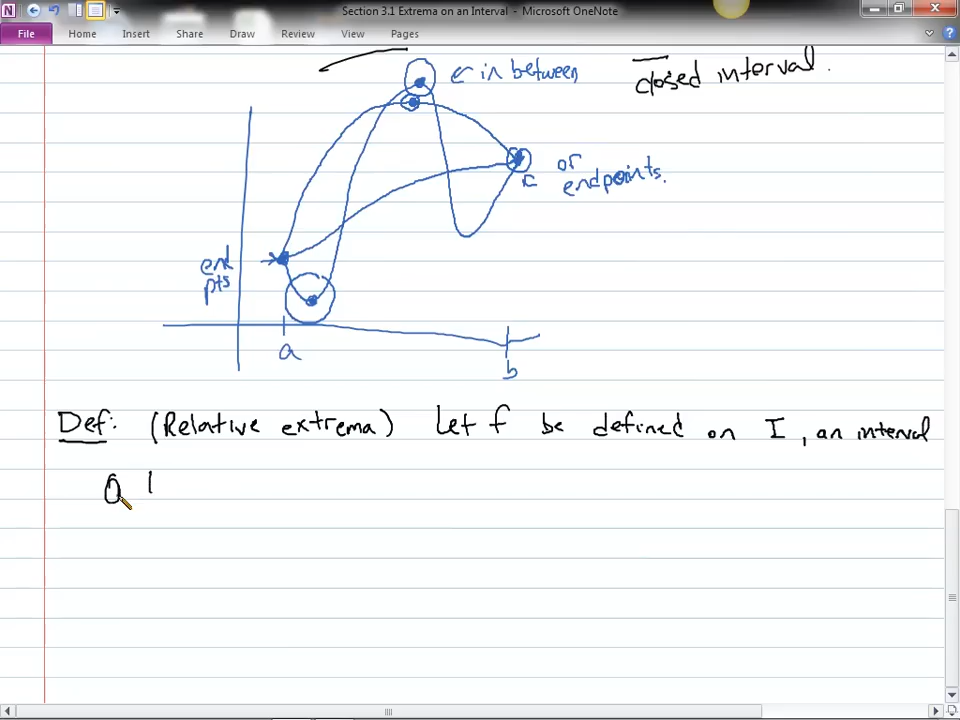 Section 3.1 Extrema on an Interval - Microsoft OneNote
File Home Insert Share Draw Review View Pages
in between
closed interval.
or
endpoints.
end
pts
a
b
Def: (Relative extrema) Let f be defined on I, an interval